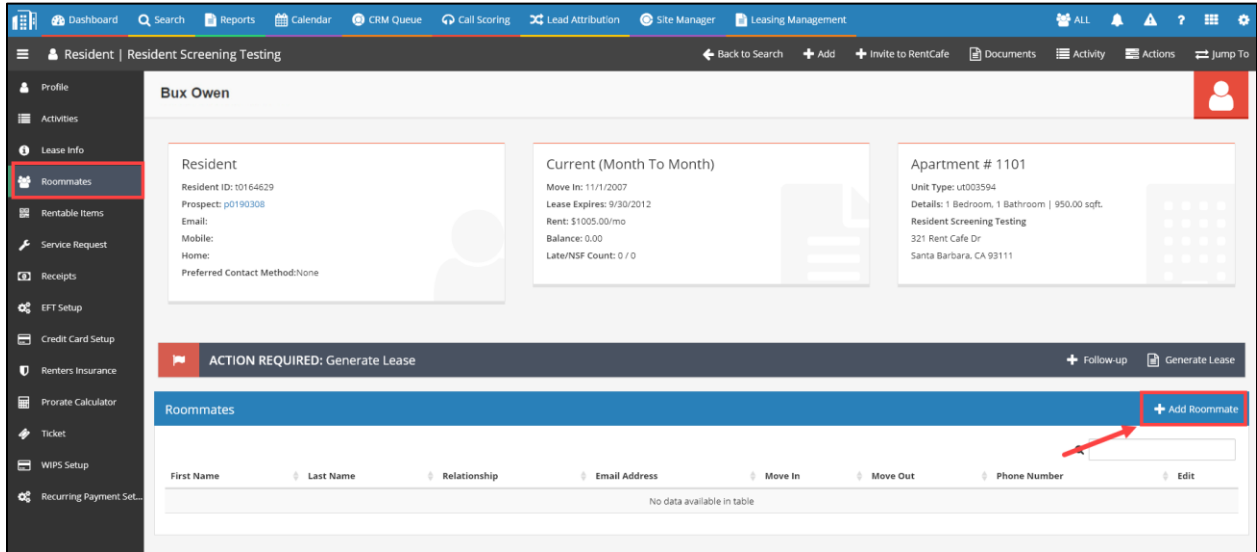 Dashboard Search Reports Calendar CRM Queue Call Scoring Lead Attribution Site Manager Leasing Management ALL ?
Resident | Resident Screening Testing Back to Search Add Invite to RentCafe Documents Activity Actions Jump To
Profile
Activities
Lease Info
Roommates
Rentable Items
Service Request
Receipts
EFT Setup
Credit Card Setup
Renters Insurance
Prorate Calculator
Ticket
WIPS Setup
Recurring Payment Set...
Bux Owen
Resident
Resident ID: t0164629
Prospect: p0190308
Email:
Mobile:
Home:
Preferred Contact Method:None
Current (Month To Month)
Move In: 11/1/2007
Lease Expires: 9/30/2012
Rent: $1005.00/mo
Balance: 0.00
Late/NSF Count: 0 / 0
Apartment # 1101
Unit Type: ut003594
Details: 1 Bedroom, 1 Bathroom | 950.00 sqft.
Resident Screening Testing
321 Rent Cafe Dr
Santa Barbara, CA 93111
ACTION REQUIRED: Generate Lease Follow-up Generate Lease
Roommates Add Roommate
First Name Last Name Relationship Email Address Move In Move Out Phone Number Edit
No data available in table